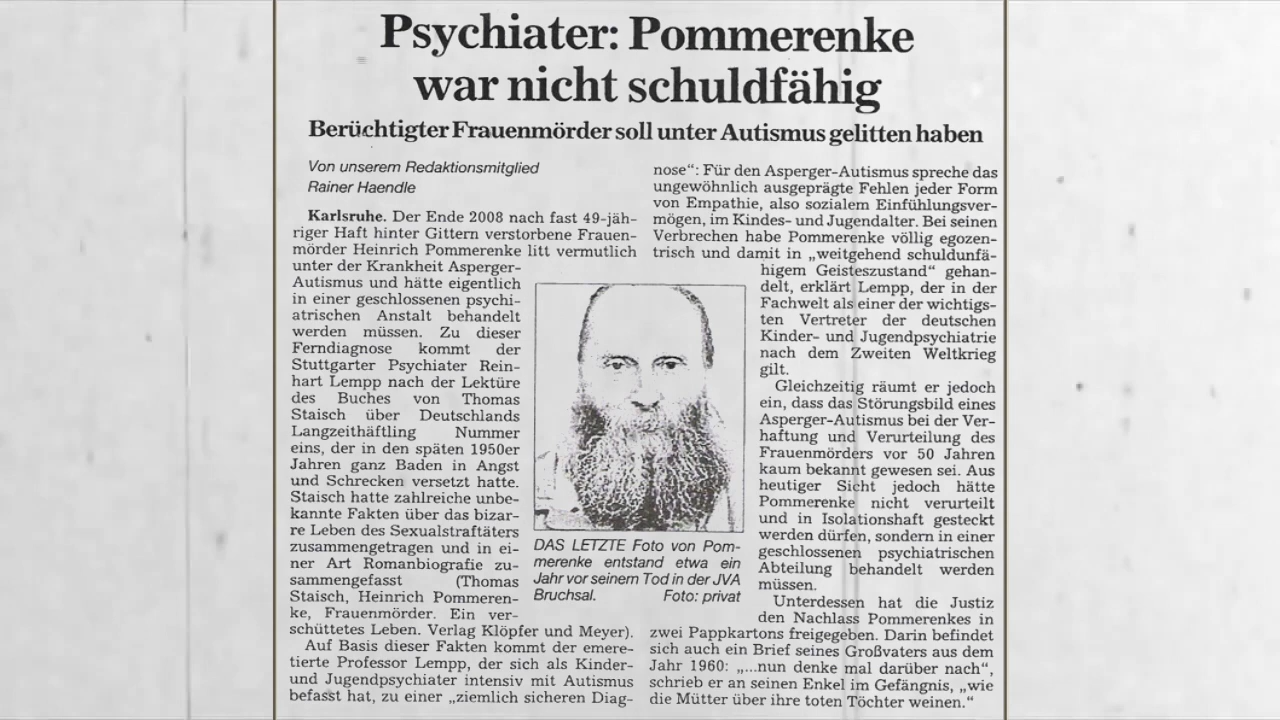 Psychiater: Pommerenke
war nicht schuldfähig
Berüchtigter Frauenmörder soll unter Autismus gelitten haben
Von unserem Redaktionsmitglied
Rainer Haendle
Karlsruhe. Der Ende 2008 nach fast 49-jäh-
riger Haft hinter Gittern verstorbene Frauen-
mörder Heinrich Pommerenke litt vermutlich
unter der Krankheit Asperger-
Autismus und hätte eigentlich
in einer geschlossenen psychi-
atrischen Anstalt behandelt
werden müssen. Zu dieser
Ferndiagnose kommt der
Stuttgarter Psychiater Rein-
hart Lempp nach der Lektüre
des Buches von Thomas
Staisch über Deutschlands
Langzeithäftling Nummer
eins, der in den späten 1950er
Jahren ganz Baden in Angst
und Schrecken versetzt hatte.
Staisch hatte zahlreiche unbe-
kannte Fakten über das bizar-
re Leben des Sexualstraftäters
zusammengetragen und in ei-
ner Art Romanbiografie zu-
sammengefasst (Thomas
Staisch, Heinrich Pommeren-
ke, Frauenmörder. Ein ver-
schüttetes Leben. Verlag Klöpfer und Meyer).
Auf Basis dieser Fakten kommt der emere-
tierte Professor Lempp, der sich als Kinder-
und Jugendpsychiater intensiv mit Autismus
befasst hat, zu einer „ziemlich sicheren Diag-
DAS LETZTE Foto von Pom-
merenke entstand etwa ein
Jahr vor seinem Tod in der JVA
Bruchsal. Foto: privat
nose“: Für den Asperger-Autismus spreche das
ungewöhnlich ausgeprägte Fehlen jeder Form
von Empathie, also sozialem Einfühlungsver-
mögen, im Kindes- und Jugendalter. Bei seinen
Verbrechen habe Pommerenke völlig egozen-
trisch und damit in „weitgehend schuldunfä-
higem Geisteszustand“ gehan-
delt, erklärt Lempp, der in der
Fachwelt als einer der wichtigs-
ten Vertreter der deutschen
Kinder- und Jugendpsychiatrie
nach dem Zweiten Weltkrieg
gilt.
Gleichzeitig räumt er jedoch
ein, dass das Störungsbild eines
Asperger-Autismus bei der Ver-
haftung und Verurteilung des
Frauenmörders vor 50 Jahren
kaum bekannt gewesen sei. Aus
heutiger Sicht jedoch hätte
Pommerenke nicht verurteilt
und in Isolationshaft gesteckt
werden dürfen, sondern in einer
geschlossenen psychiatrischen
Abteilung behandelt werden
müssen.
Unterdessen hat die Justiz
den Nachlass Pommerenkes in
zwei Pappkartons freigegeben. Darin befindet
sich auch ein Brief seines Großvaters aus dem
Jahr 1960: „...nun denke mal darüber nach“,
schrieb er an seinen Enkel im Gefängnis, „wie
die Mütter über ihre toten Töchter weinen.“